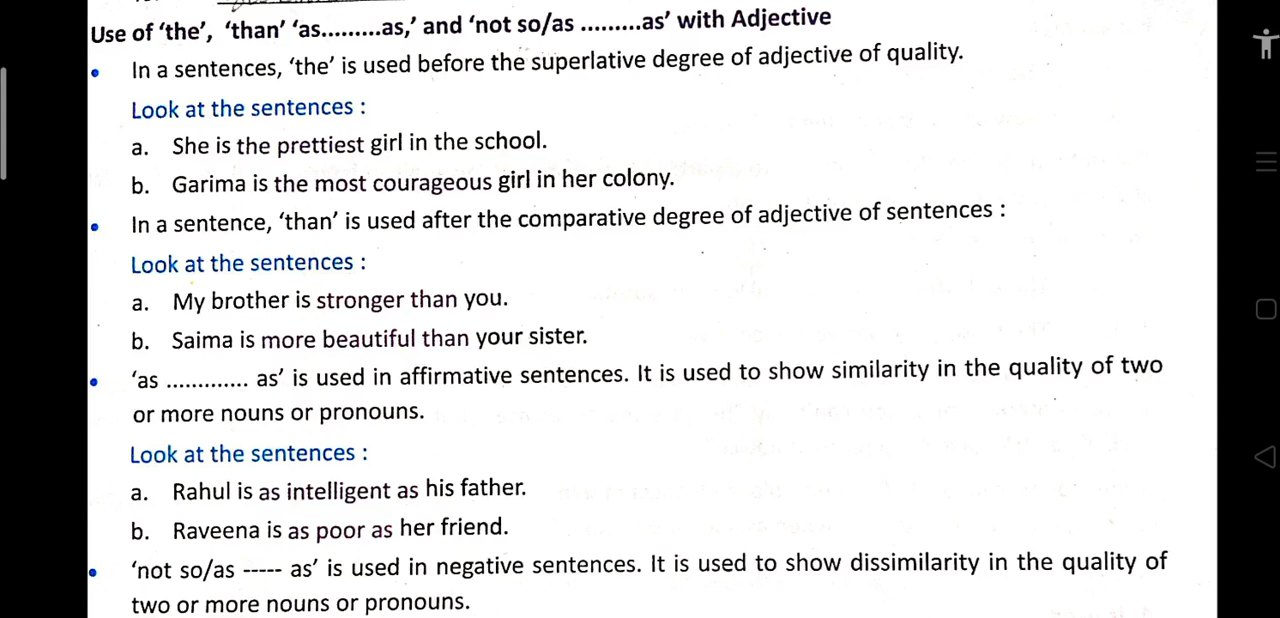 Use of ‘the’, ‘than’ ‘as.........as,’ and ‘not so/as .........as’ with Adjective
• In a sentences, ‘the’ is used before the superlative degree of adjective of quality.
Look at the sentences :
a. She is the prettiest girl in the school.
b. Garima is the most courageous girl in her colony.
• In a sentence, ‘than’ is used after the comparative degree of adjective of sentences :
Look at the sentences :
a. My brother is stronger than you.
b. Saima is more beautiful than your sister.
• ‘as ............. as’ is used in affirmative sentences. It is used to show similarity in the quality of two
or more nouns or pronouns.
Look at the sentences :
a. Rahul is as intelligent as his father.
b. Raveena is as poor as her friend.
• ‘not so/as ----- as’ is used in negative sentences. It is used to show dissimilarity in the quality of
two or more nouns or pronouns.